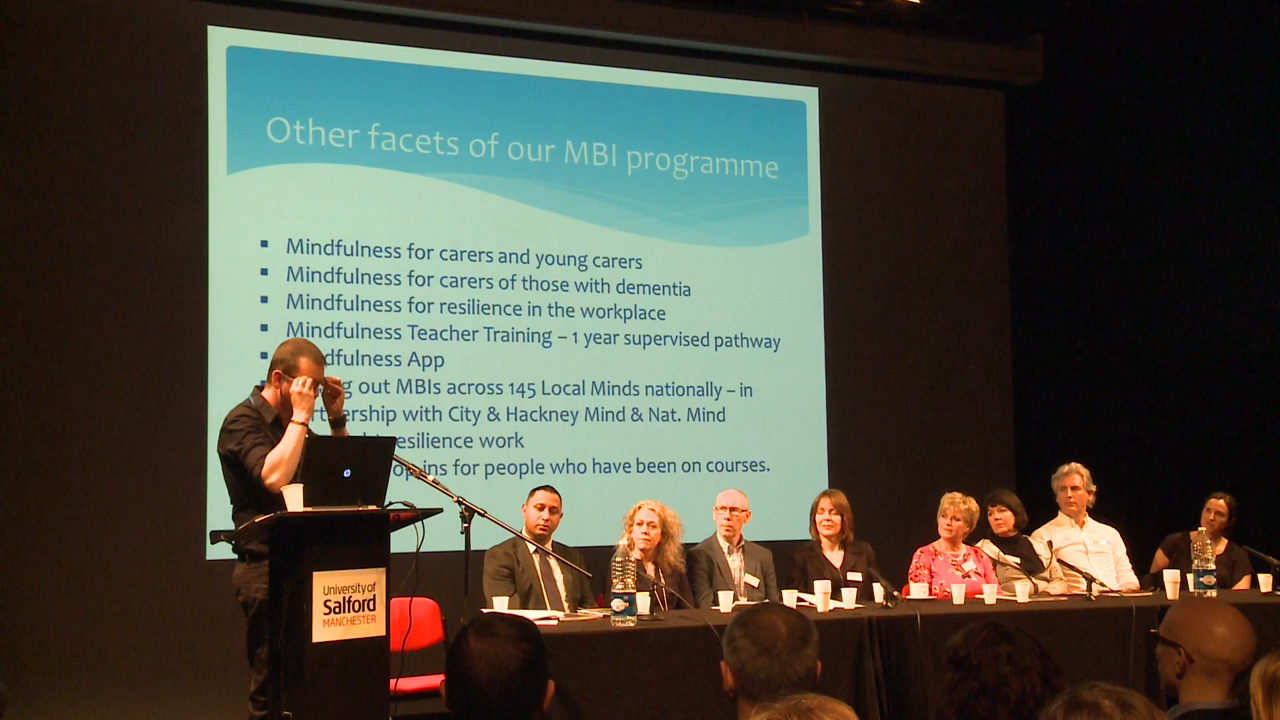 Other facets of our MBI programme
Mindfulness for carers and young carers
Mindfulness for carers of those with dementia
Mindfulness for resilience in the workplace
Mindfulness Teacher Training – 1 year supervised pathway
dfulness App
out MBIs across 145 Local Minds nationally – in
rtnership with City & Hackney Mind & Nat. Mind
resilience work
op-ins for people who have been on courses.
University of
Salford
MANCHESTER
hp